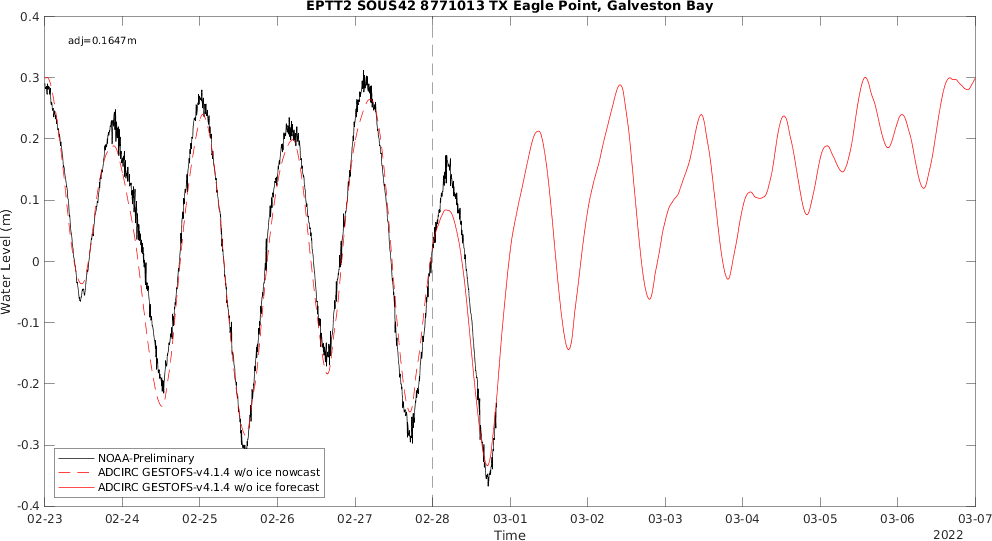 EPTT2 SOUS42 8771013 TX Eagle Point, Galveston Bay
adj=0.1647m
0.4
0.3
0.2
0.1
0
-0.1
-0.2
-0.3
-0.4
Water Level (m)
NOAA-Preliminary
ADCIRC GESTOFS-v4.1.4 w/o ice nowcast
ADCIRC GESTOFS-v4.1.4 w/o ice forecast
02-23 02-24 02-25 02-26 02-27 02-28 03-01 03-02 03-03 03-04 03-05 03-06 03-07
Time
2022